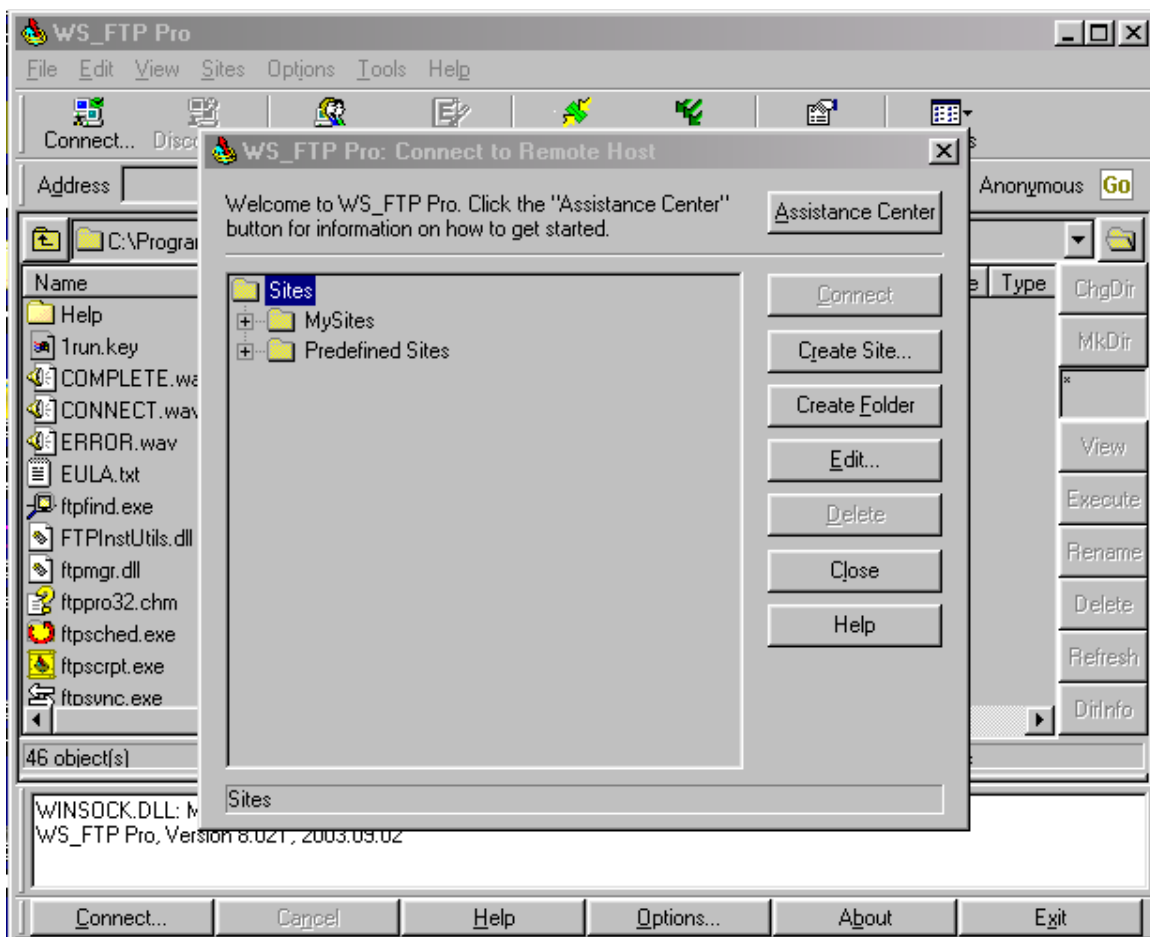 WS_FTP Pro
File Edit View Sites Options Tools Help
Connect...
WS_FTP Pro: Connect to Remote Host
Address
Anonymous Go
Welcome to WS_FTP Pro. Click the "Assistance Center"
button for information on how to get started.
Assistance Center
C:\Program
Name
Type
ChgDir
Help
1run.key
MkDir
COMPLETE.wa
*
CONNECT.wav
ERROR.wav
View
EULA.txt
ftpfind.exe
Execute
FTPInstUtils.dll
Rename
ftpmgr.dll
ftppro32.chm
Delete
ftpsched.exe
Refresh
ftpscrpt.exe
ftpsync.exe
DirInfo
46 object(s)
Sites
MySites
Predefined Sites
Connect
Create Site...
Create Folder
Edit...
Delete
Close
Help
Sites
WINSOCK.DLL: M
WS_FTP Pro, Version 8.02T, 2003.09.02
Connect... Cancel Help Options... About Exit